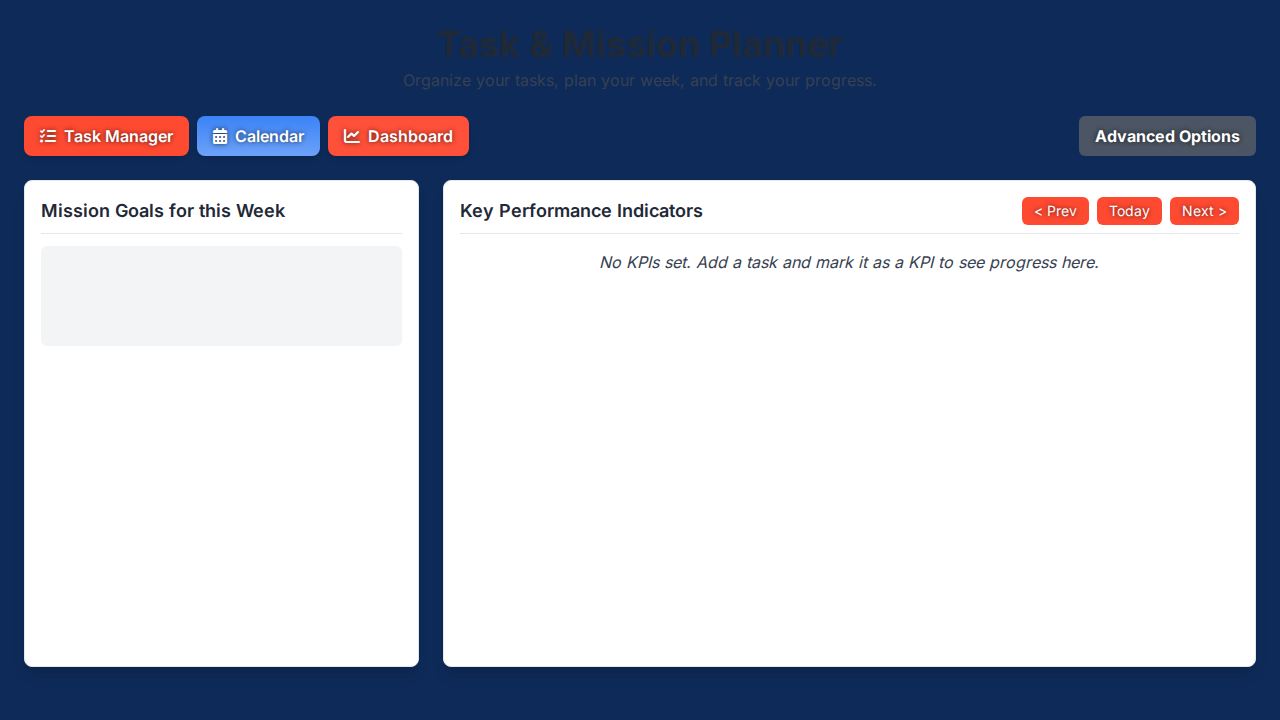 Task & Mission Planner
Organize your tasks, plan your week, and track your progress.
Task Manager
Calendar
Dashboard
Advanced Options
Mission Goals for this Week
Key Performance Indicators
< Prev
Today
Next >
No KPIs set. Add a task and mark it as a KPI to see progress here.